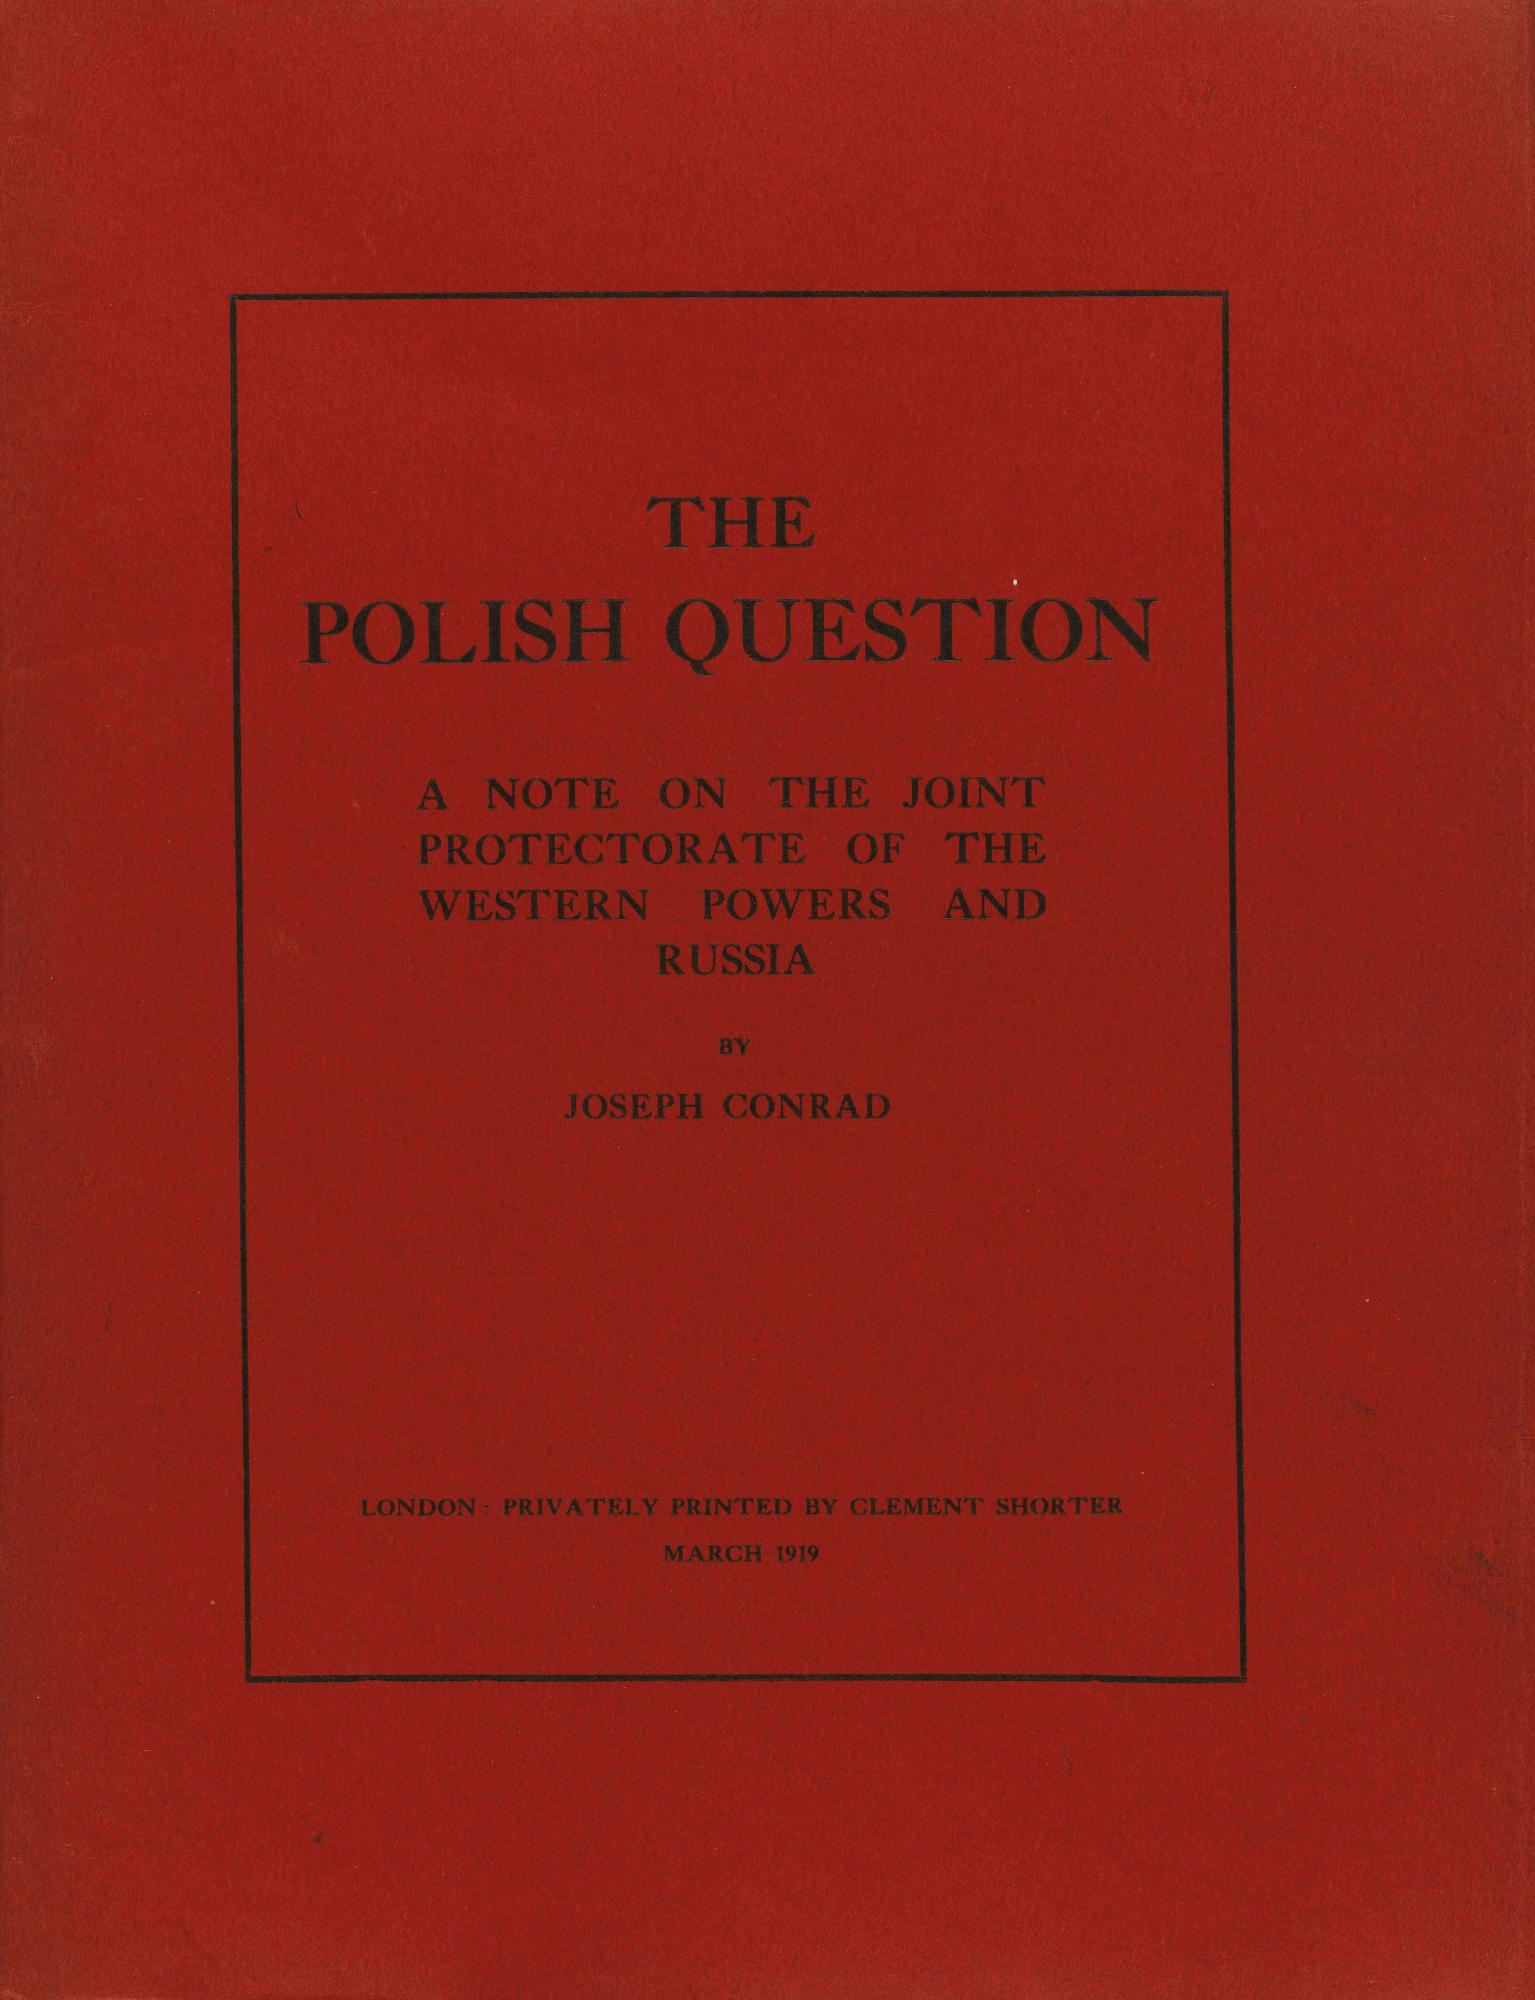 THE
POLISH QUESTION
A NOTE ON THE JOINT
PROTECTORATE OF THE
WESTERN POWERS AND
RUSSIA
BY
JOSEPH CONRAD
LONDON: PRIVATELY PRINTED BY CLEMENT SHORTER
MARCH 1919